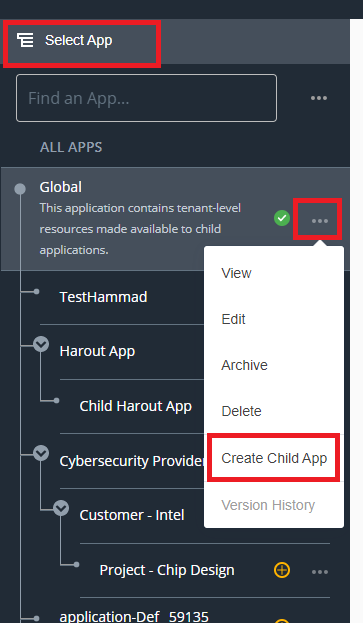 Select App
Find an App...
ALL APPS
Global
This application contains tenant-level
resources made available to child
applications.
View
Edit
Archive
Delete
Create Child App
Version History
TestHammad
Harout App
Child Harout App
Cybersecurity Provider
Customer - Intel
Project - Chip Design
application-Def_59135